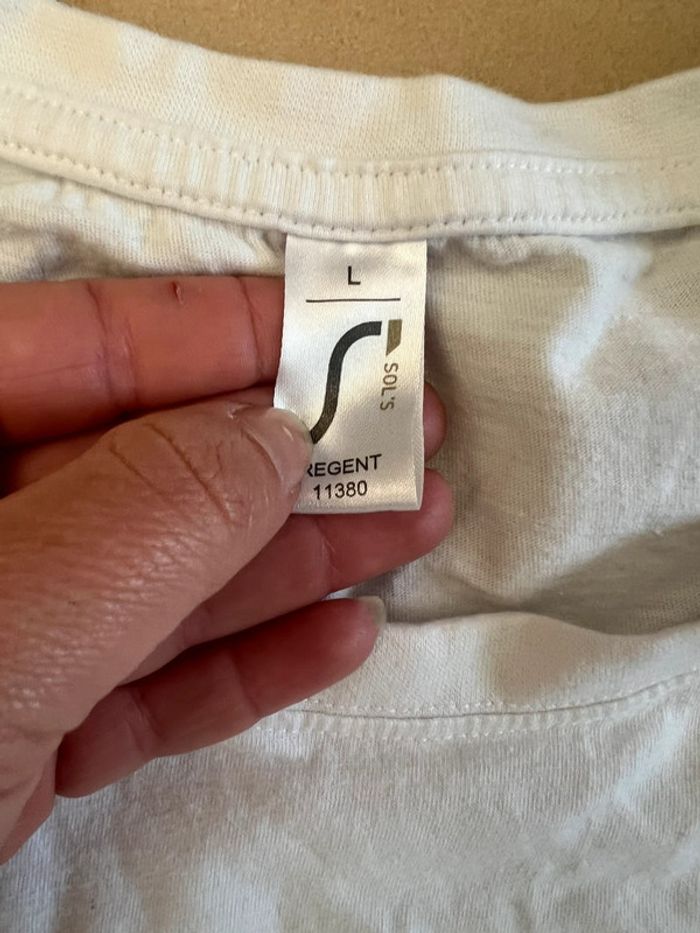 L
SOL'S
REGENT
11380